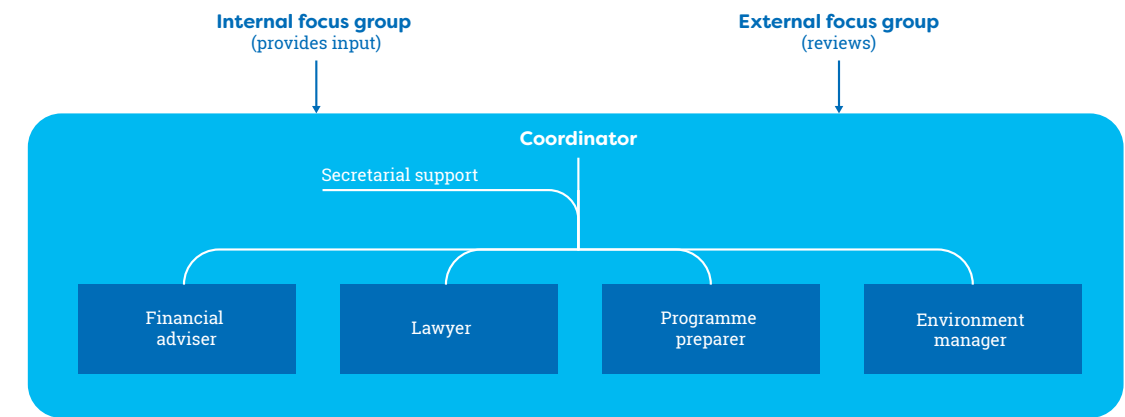 Internal focus group
(provides input)
External focus group
(reviews)
Coordinator
Secretarial support
Financial
adviser
Lawyer
Programme
preparer
Environment
manager